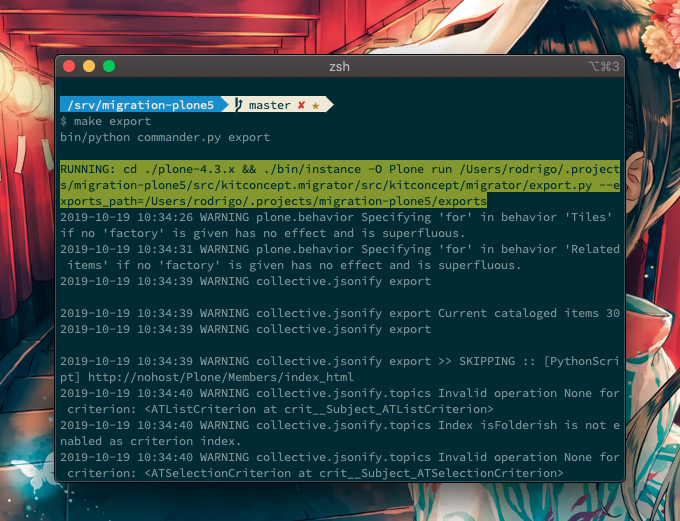 zsh
⌥⌘3
/srv/migration-plone5 master ✘ ★
$ make export
bin/python commander.py export
RUNNING: cd ./plone-4.3.x && ./bin/instance -O Plone run /Users/rodrigo/.project
s/migration-plone5/src/kitconcept.migrator/src/kitconcept/migrator/export.py --e
xports_path=/Users/rodrigo/.projects/migration-plone5/exports
2019-10-19 10:34:26 WARNING plone.behavior Specifying 'for' in behavior 'Tiles'
if no 'factory' is given has no effect and is superfluous.
2019-10-19 10:34:31 WARNING plone.behavior Specifying 'for' in behavior 'Related
 items' if no 'factory' is given has no effect and is superfluous.
2019-10-19 10:34:39 WARNING collective.jsonify export
2019-10-19 10:34:39 WARNING collective.jsonify export Current cataloged items 30
2019-10-19 10:34:39 WARNING collective.jsonify export
2019-10-19 10:34:39 WARNING collective.jsonify export >> SKIPPING :: [PythonScri
pt] http://nohost/Plone/Members/index_html
2019-10-19 10:34:40 WARNING collective.jsonify.topics Invalid operation None for
 criterion: <ATListCriterion at crit__Subject_ATListCriterion>
2019-10-19 10:34:40 WARNING collective.jsonify.topics Index isFolderish is not e
nabled as criterion index.
2019-10-19 10:34:40 WARNING collective.jsonify.topics Invalid operation None for
 criterion: <ATSelectionCriterion at crit__Subject_ATSelectionCriterion>